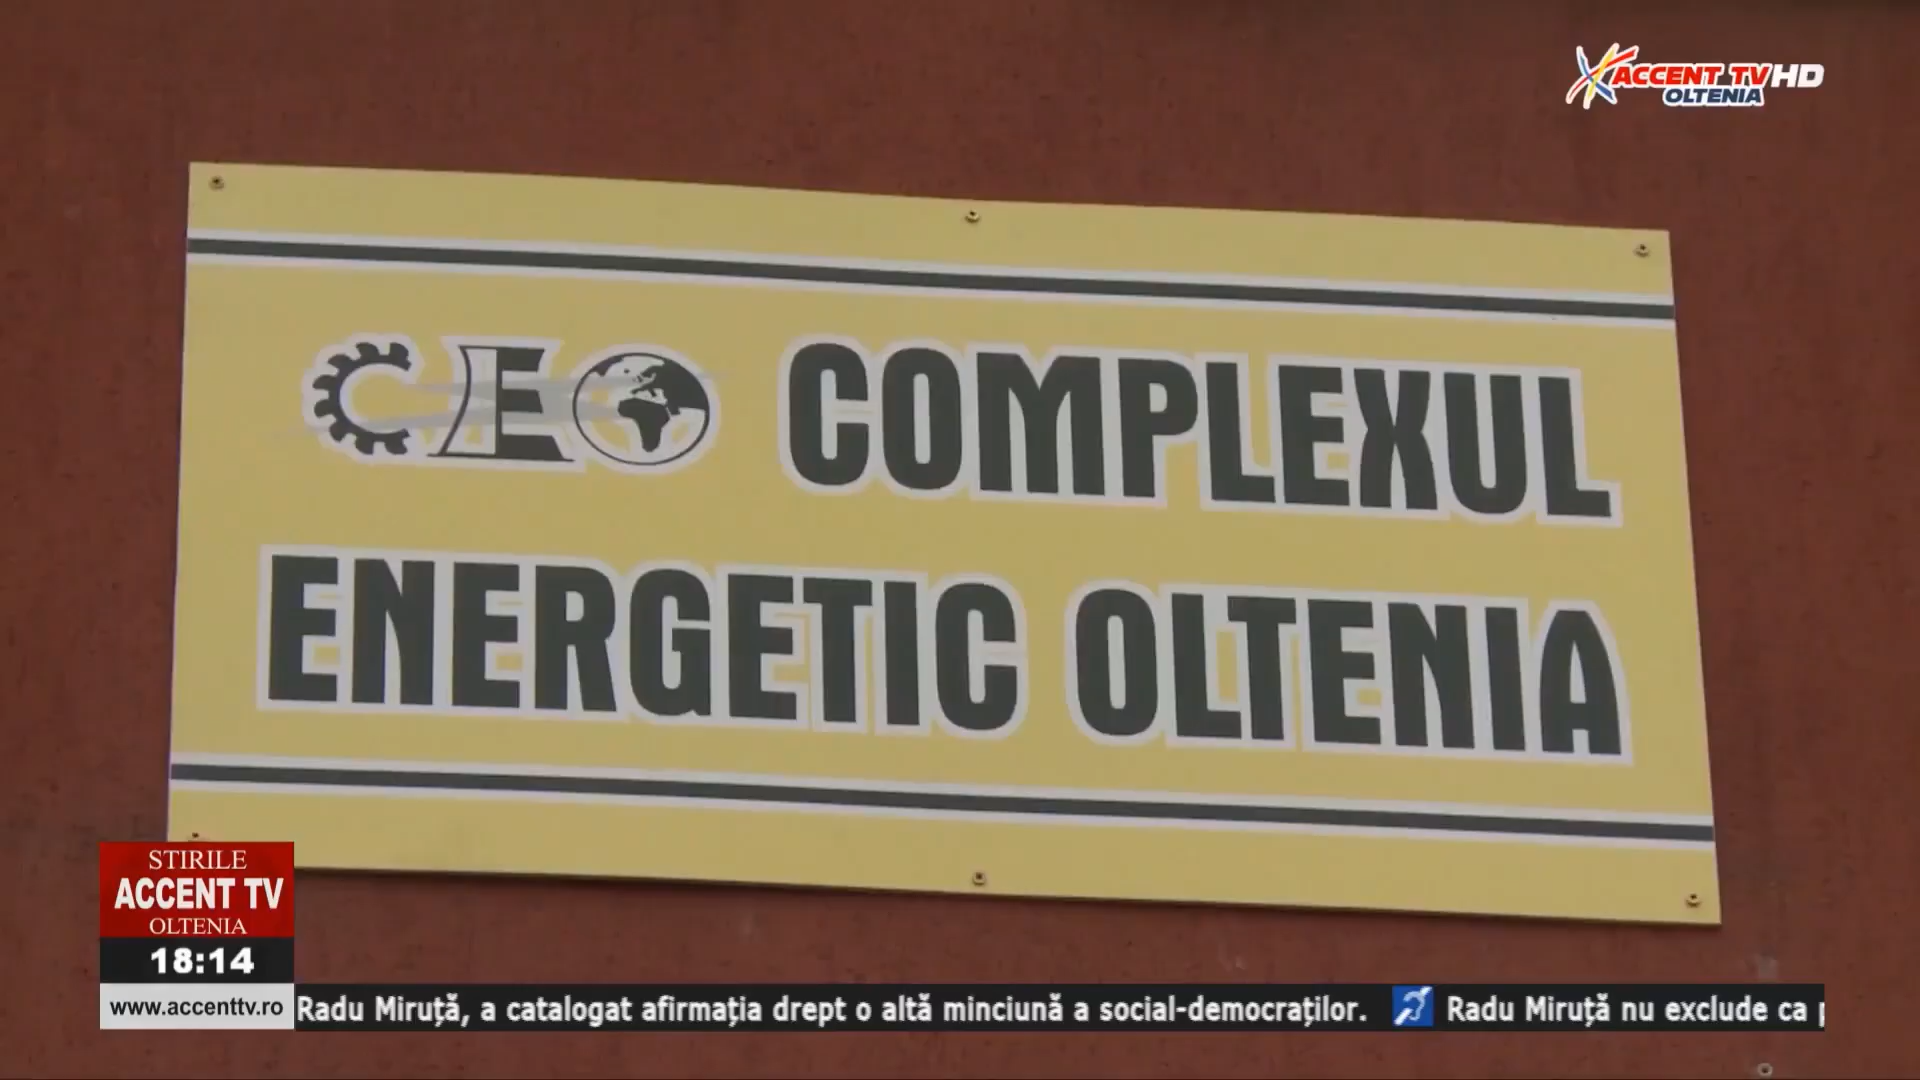 ACCENT TV HD
OLTENIA
CEO COMPLEXUL
ENERGETIC OLTENIA
STIRILE
ACCENT TV
OLTENIA
18:14
www.accenttv.ro
Radu Miruță, a catalogat afirmația drept o altă minciună a social-democraților. Radu Miruță nu exclude ca